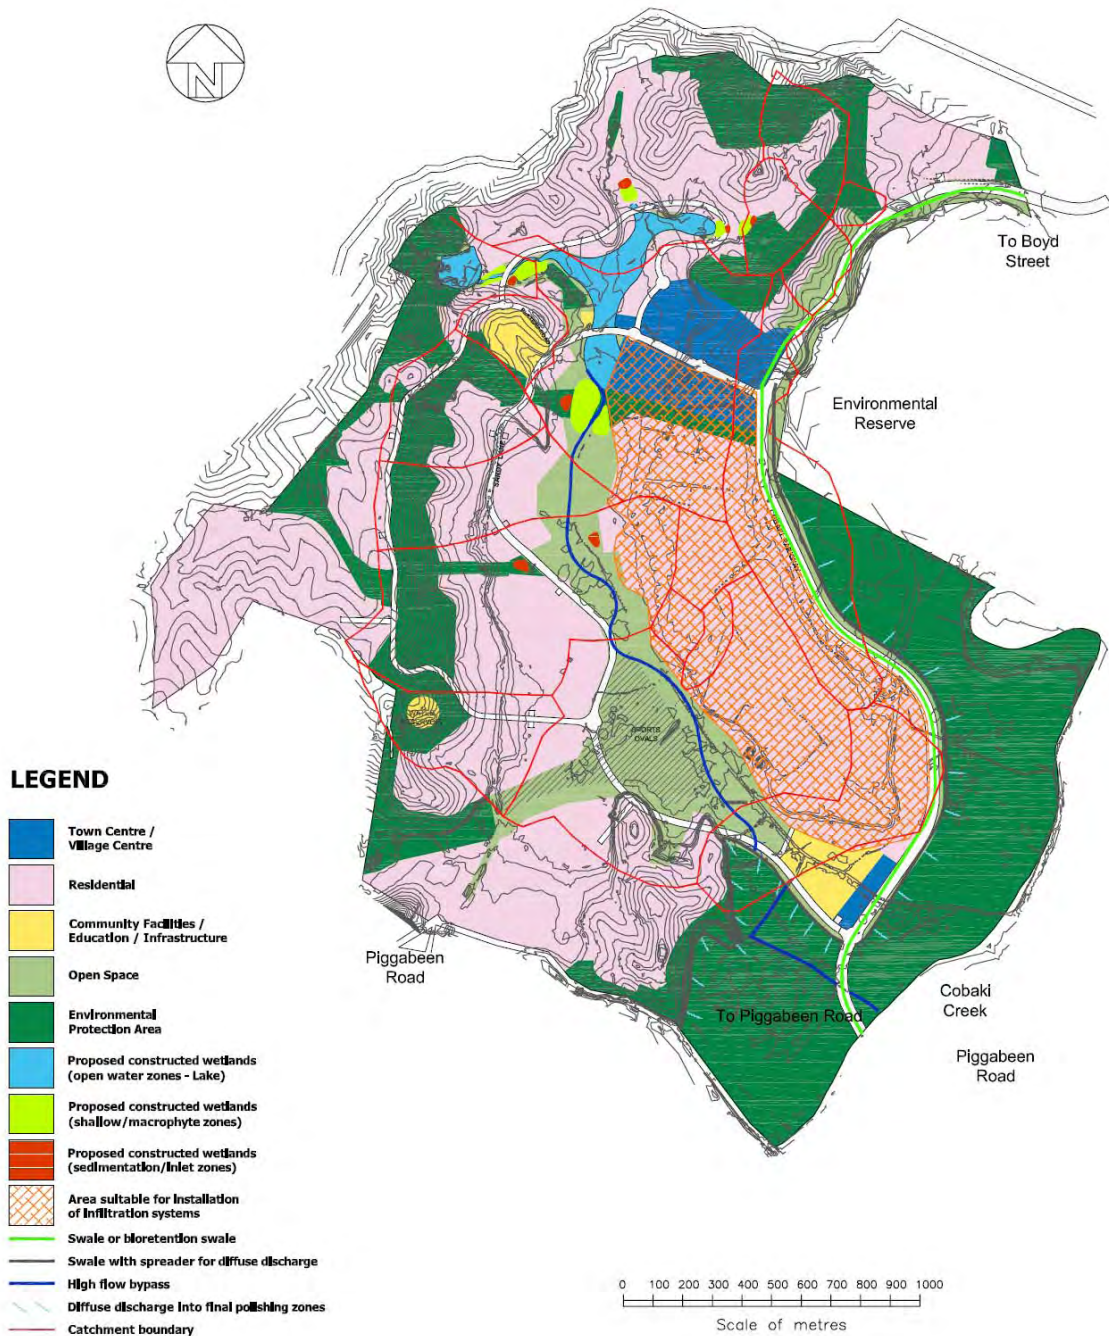 N
To Boyd
Street
Environmental
Reserve
SPORTS
OVALS
LEGEND
Town Centre /
Village Centre
Residential
Community Facilities /
Education / Infrastructure
Open Space
Environmental
Protection Area
Proposed constructed wetlands
(open water zones - Lake)
Proposed constructed wetlands
(shallow/macrophyte zones)
Proposed constructed wetlands
(sedimentation/inlet zones)
Area suitable for installation
of infiltration systems
Swale or bioretention swale
Swale with spreader for diffuse discharge
High flow bypass
Diffuse discharge into final polishing zones
Catchment boundary
Piggabeen
Road
To Piggabeen Road
Cobaki
Creek
Piggabeen
Road
0 100 200 300 400 500 600 700 800 900 1000
Scale of metres